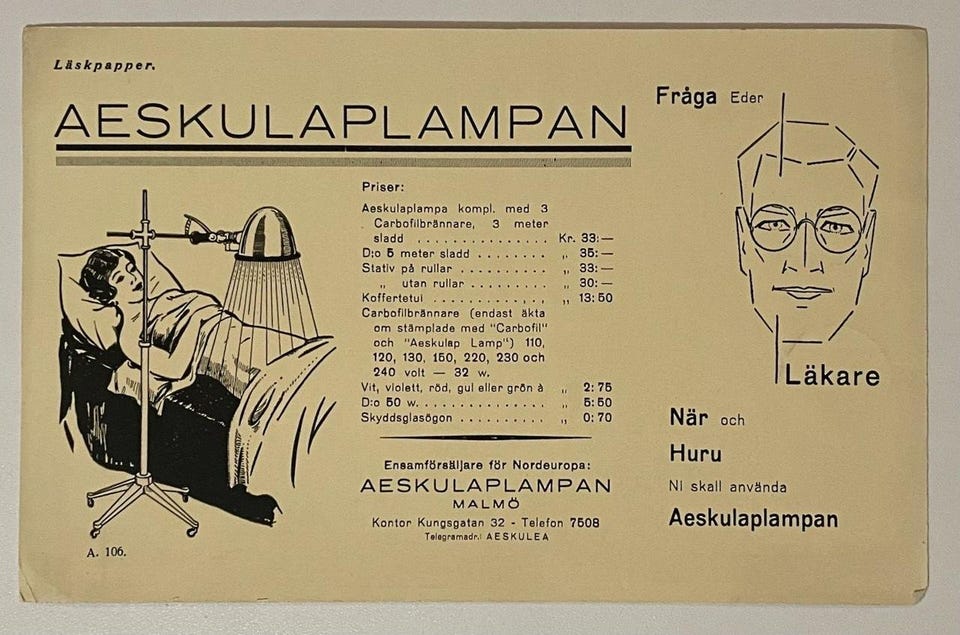 Läskpapper.
AESKULAPLAMPAN
Priser:
Aeskulaplampa kompl. med 3
Carbofilbrännare, 3 meter
sladd . . . . . . . . . . . . . . . Kr. 33:—
D:o 5 meter sladd . . . . . . . . „ 35:—
Stativ på rullar . . . . . . . . . . „ 33:—
„ utan rullar . . . . . . . . . „ 30:—
Koffertetui . . . . . . . . . . . . . „ 13:50
Carbofilbrännare (endast äkta
om stämplade med "Carbofil"
och "Aeskulap Lamp") 110,
120, 130, 150, 220, 230 och
240 volt — 32 w.
Vit, violett, röd, gul eller grön à „ 2:75
D:o 50 w. . . . . . . . . . . . . . . „ 5:50
Skyddsglasögon . . . . . . . . . . „ 0:70
Ensamförsäljare för Nordeuropa:
AESKULAPLAMPAN
MALMÖ
Kontor Kungsgatan 32 - Telefon 7508
Telegramadr.: AESKULEA
A. 106.
Fråga Eder
Läkare
När och
Huru
Ni skall använda
Aeskulaplampan